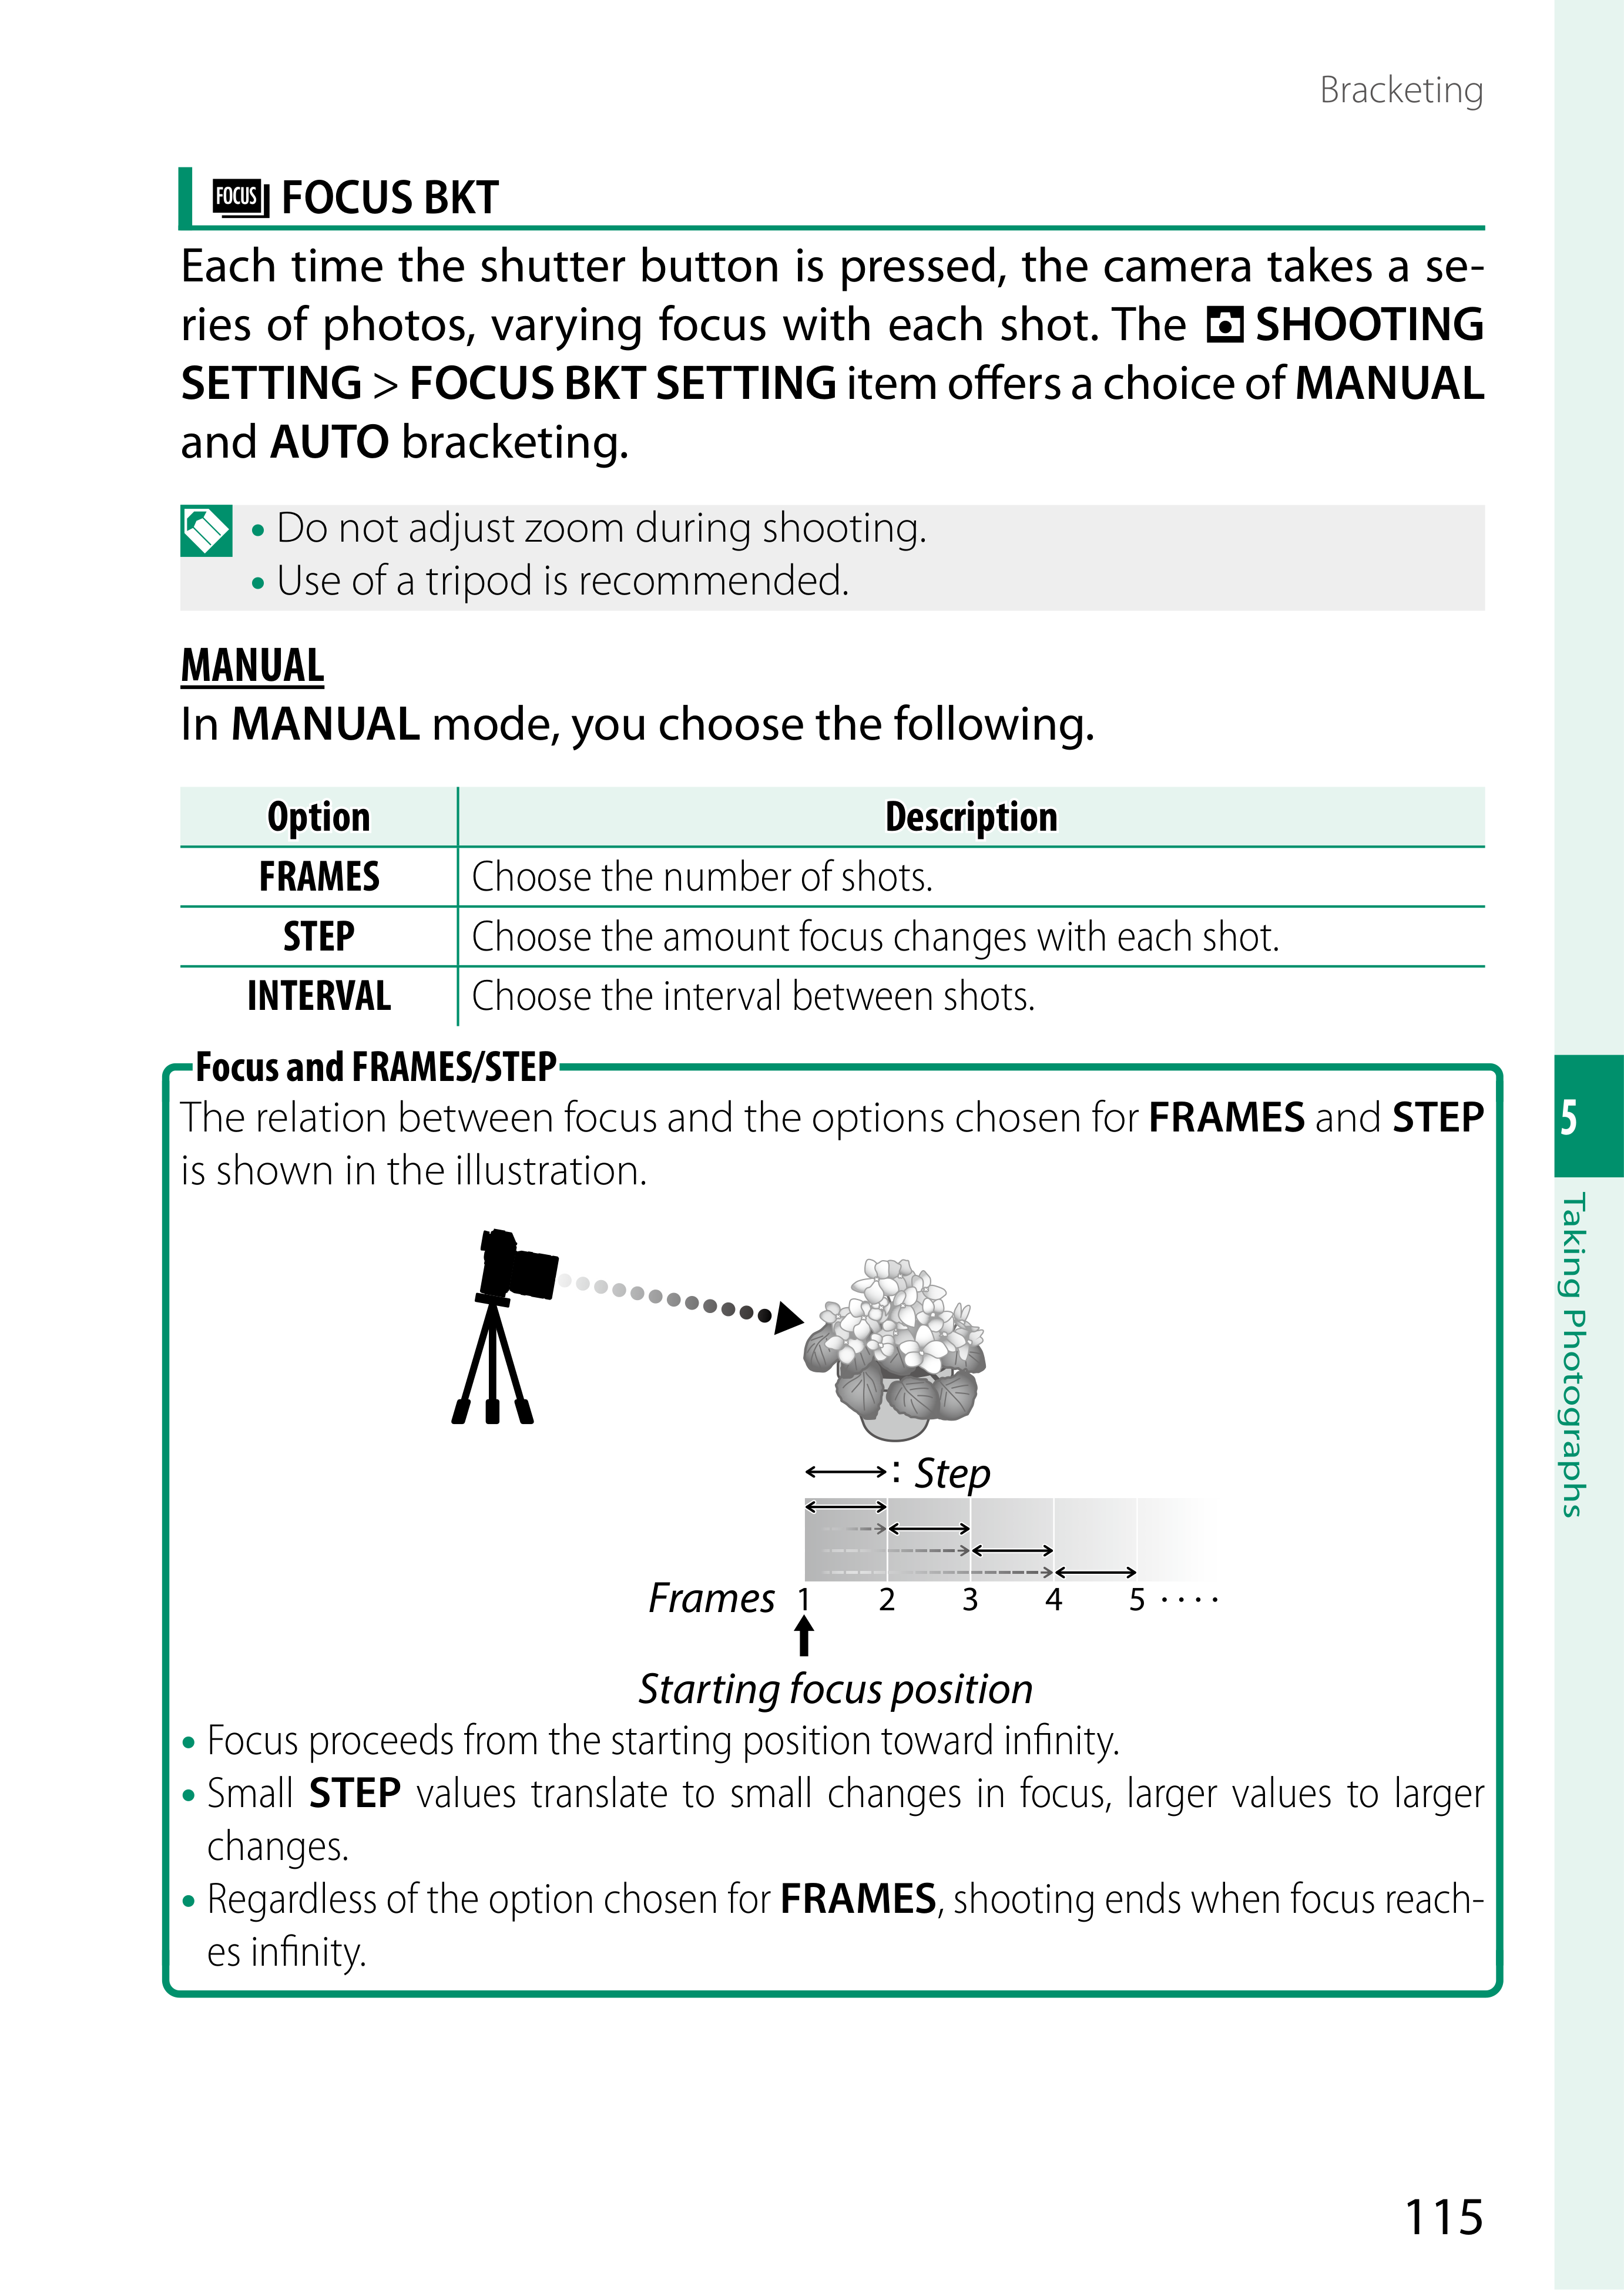 Bracketing
FOCUS FOCUS BKT
Each time the shutter button is pressed, the camera takes a se-
ries of photos, varying focus with each shot. The SHOOTING
SETTING > FOCUS BKT SETTING item offers a choice of MANUAL
and AUTO bracketing.
• Do not adjust zoom during shooting.
• Use of a tripod is recommended.
MANUAL
In MANUAL mode, you choose the following.
Option Description
FRAMES Choose the number of shots.
STEP Choose the amount focus changes with each shot.
INTERVAL Choose the interval between shots.
Focus and FRAMES/STEP
The relation between focus and the options chosen for FRAMES and STEP
is shown in the illustration.
: Step
Frames 1 2 3 4 5 ····
Starting focus position
• Focus proceeds from the starting position toward infinity.
• Small STEP values translate to small changes in focus, larger values to larger
changes.
• Regardless of the option chosen for FRAMES, shooting ends when focus reach-
es infinity.
5
Taking Photographs
115